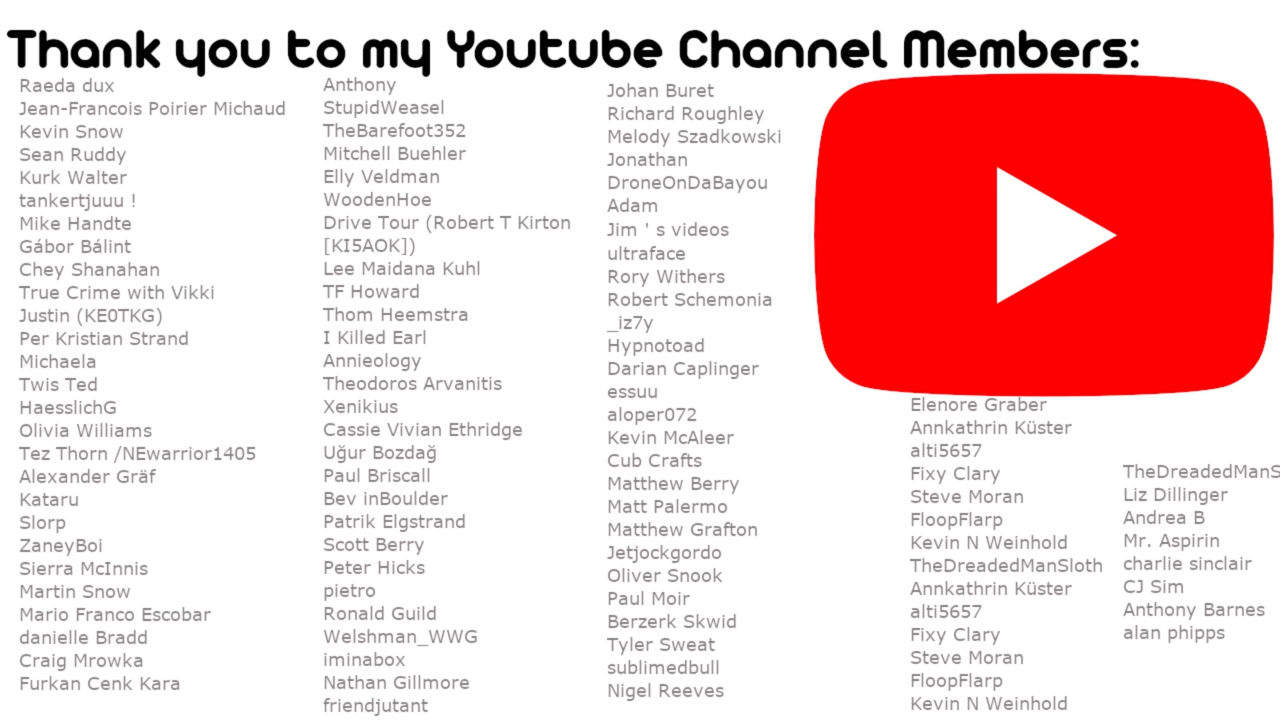 Thank you to my Youtube Channel Members:
Raeda dux
Jean-Francois Poirier Michaud
Kevin Snow
Sean Ruddy
Kurk Walter
tankertjuuu !
Mike Handte
Gábor Bálint
Chey Shanahan
True Crime with Vikki
Justin (KE0TKG)
Per Kristian Strand
Michaela
Twis Ted
HaesslichG
Olivia Williams
Tez Thorn /NEwarrior1405
Alexander Gräf
Kataru
Slorp
ZaneyBoi
Sierra McInnis
Martin Snow
Mario Franco Escobar
danielle Bradd
Craig Mrowka
Furkan Cenk Kara
Anthony
StupidWeasel
TheBarefoot352
Mitchell Buehler
Elly Veldman
WoodenHoe
Drive Tour (Robert T Kirton
[KI5AOK])
Lee Maidana Kuhl
TF Howard
Thom Heemstra
I Killed Earl
Annieology
Theodoros Arvanitis
Xenikius
Cassie Vivian Ethridge
Uğur Bozdağ
Paul Briscall
Bev inBoulder
Patrik Elgstrand
Scott Berry
Peter Hicks
pietro
Ronald Guild
Welshman_WWG
iminabox
Nathan Gillmore
friendjutant
Johan Buret
Richard Roughley
Melody Szadkowski
Jonathan
DroneOnDaBayou
Adam
Jim ' s videos
ultraface
Rory Withers
Robert Schemonia
_iz7y
Hypnotoad
Darian Caplinger
essuu
aloper072
Kevin McAleer
Cub Crafts
Matthew Berry
Matt Palermo
Matthew Grafton
Jetjockgordo
Oliver Snook
Paul Moir
Berzerk Skwid
Tyler Sweat
sublimedbull
Nigel Reeves
Elenore Graber
Annkathrin Küster
alti5657
Fixy Clary
Steve Moran
FloopFlarp
Kevin N Weinhold
TheDreadedManSloth
Annkathrin Küster
alti5657
Fixy Clary
Steve Moran
FloopFlarp
Kevin N Weinhold
TheDreadedManS
Liz Dillinger
Andrea B
Mr. Aspirin
charlie sinclair
CJ Sim
Anthony Barnes
alan phipps